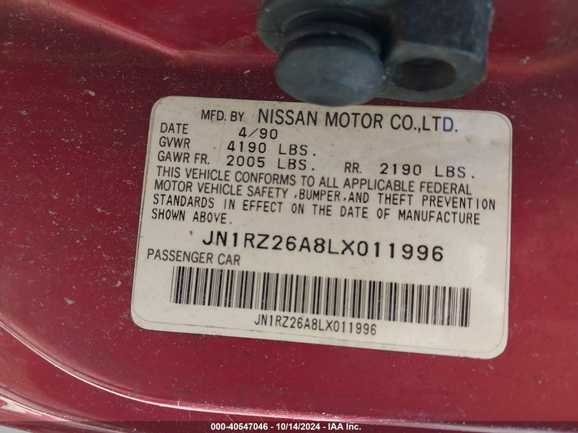 MFD. BY NISSAN MOTOR CO.,LTD.
DATE 4/90
GVWR 4190 LBS.
GAWR FR. 2005 LBS. RR. 2190 LBS.
THIS VEHICLE CONFORMS TO ALL APPLICABLE FEDERAL
MOTOR VEHICLE SAFETY ,BUMPER,AND THEFT PREVENTION
STANDARDS IN EFFECT ON THE DATE OF MANUFACTURE
SHOWN ABOVE.
JN1RZ26A8LX011996
PASSENGER CAR
JN1RZ26A8LX011996
000-40547046 - 10/14/2024 - IAA Inc.